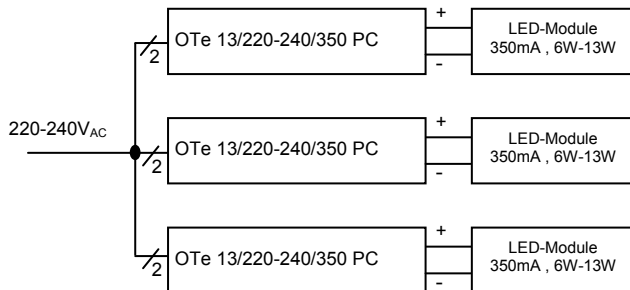 +
OTe 13/220-240/350 PC
LED-Module
350mA , 6W-13W
2
-
220-240VAC
+
OTe 13/220-240/350 PC
LED-Module
350mA , 6W-13W
2
-
+
OTe 13/220-240/350 PC
LED-Module
350mA , 6W-13W
2
-